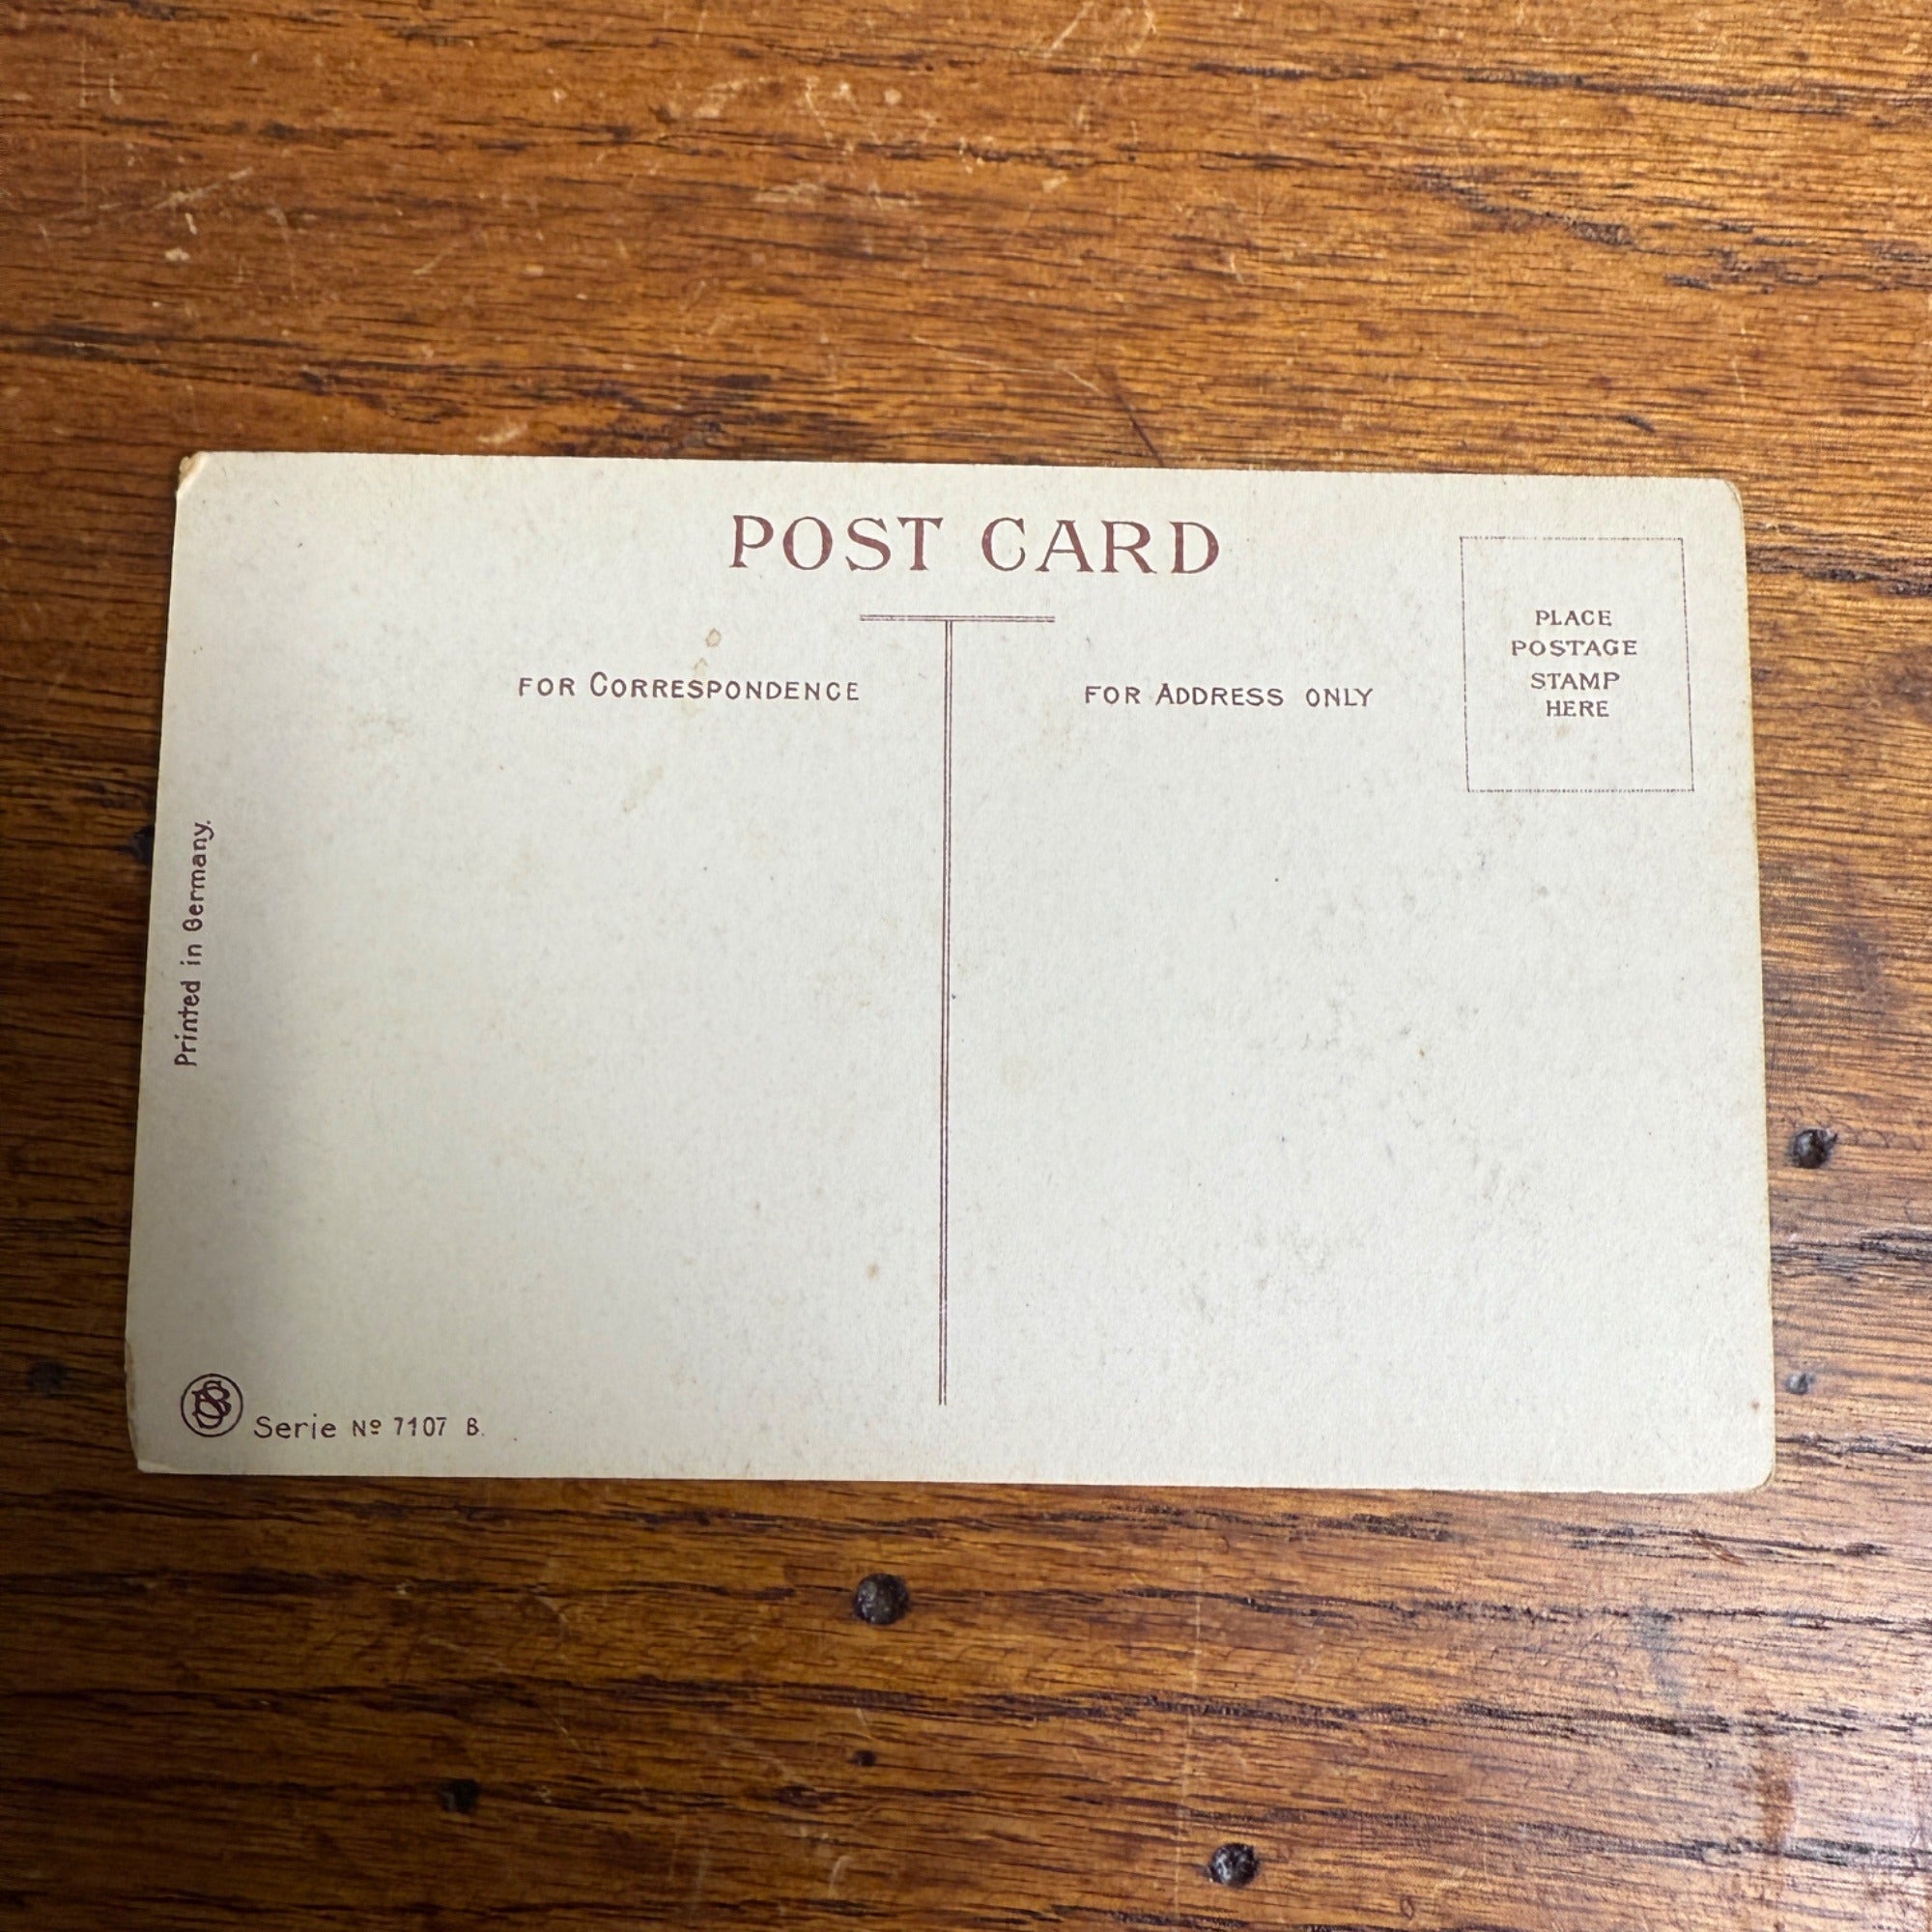 POST CARD
FOR CORRESPONDENCE
FOR ADDRESS ONLY
PLACE
POSTAGE
STAMP
HERE
Printed in Germany.
Serie Nº 7107 B.